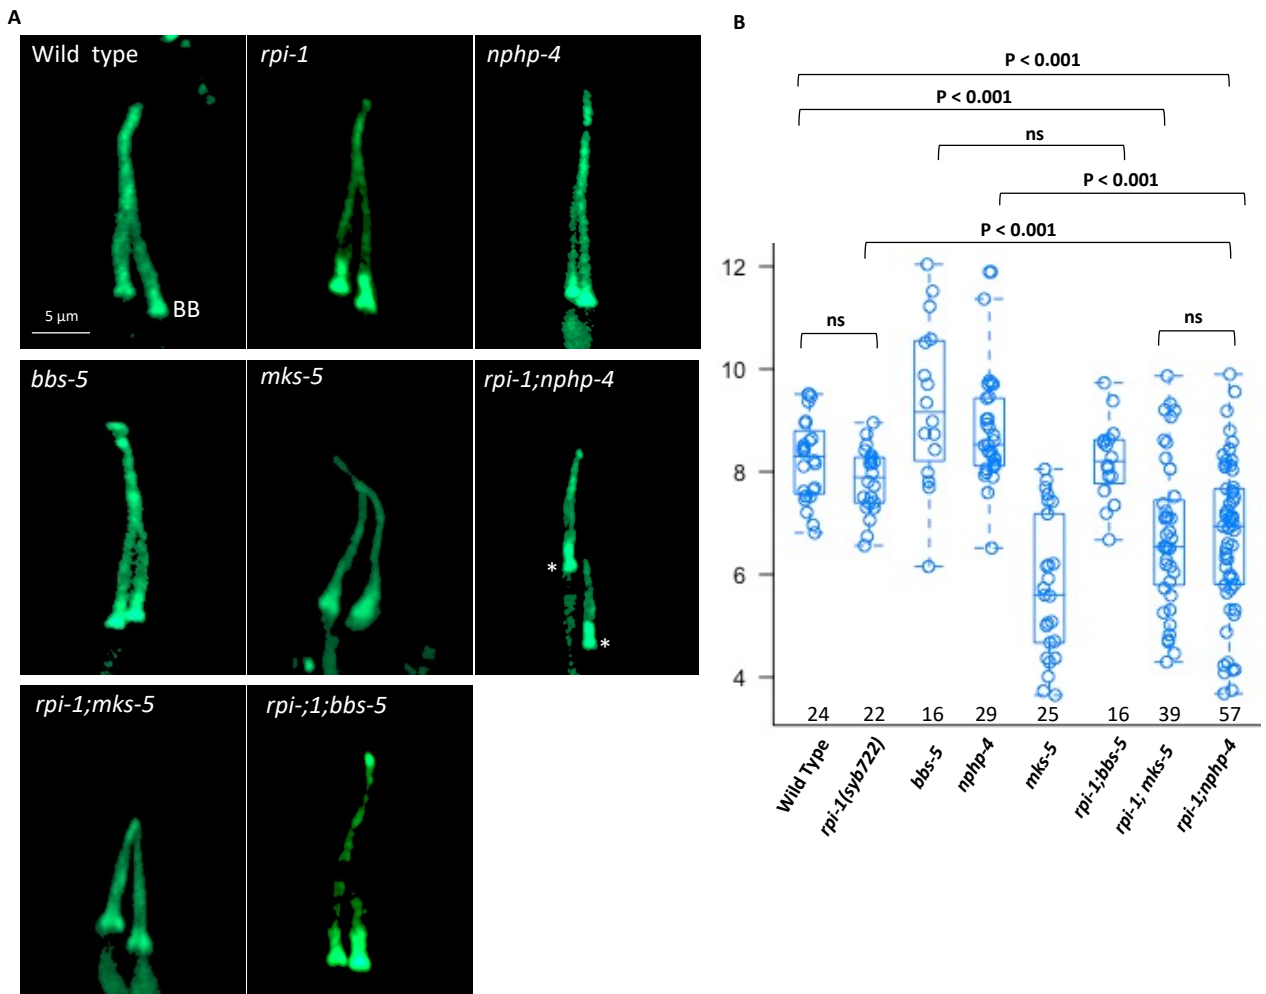 A
Wild type
rpi-1
nphp-4
5 μm
BB
bbs-5
mks-5
rpi-1;nphp-4
*
*
rpi-1;mks-5
rpi-;1;bbs-5
B
P < 0.001
P < 0.001
ns
P < 0.001
P < 0.001
ns
ns
12
10
8
6
4
24 22 16 29 25 16 39 57
Wild Type
rpi-1(syb722)
bbs-5
nphp-4
mks-5
rpi-1;bbs-5
rpi-1; mks-5
rpi-1;nphp-4